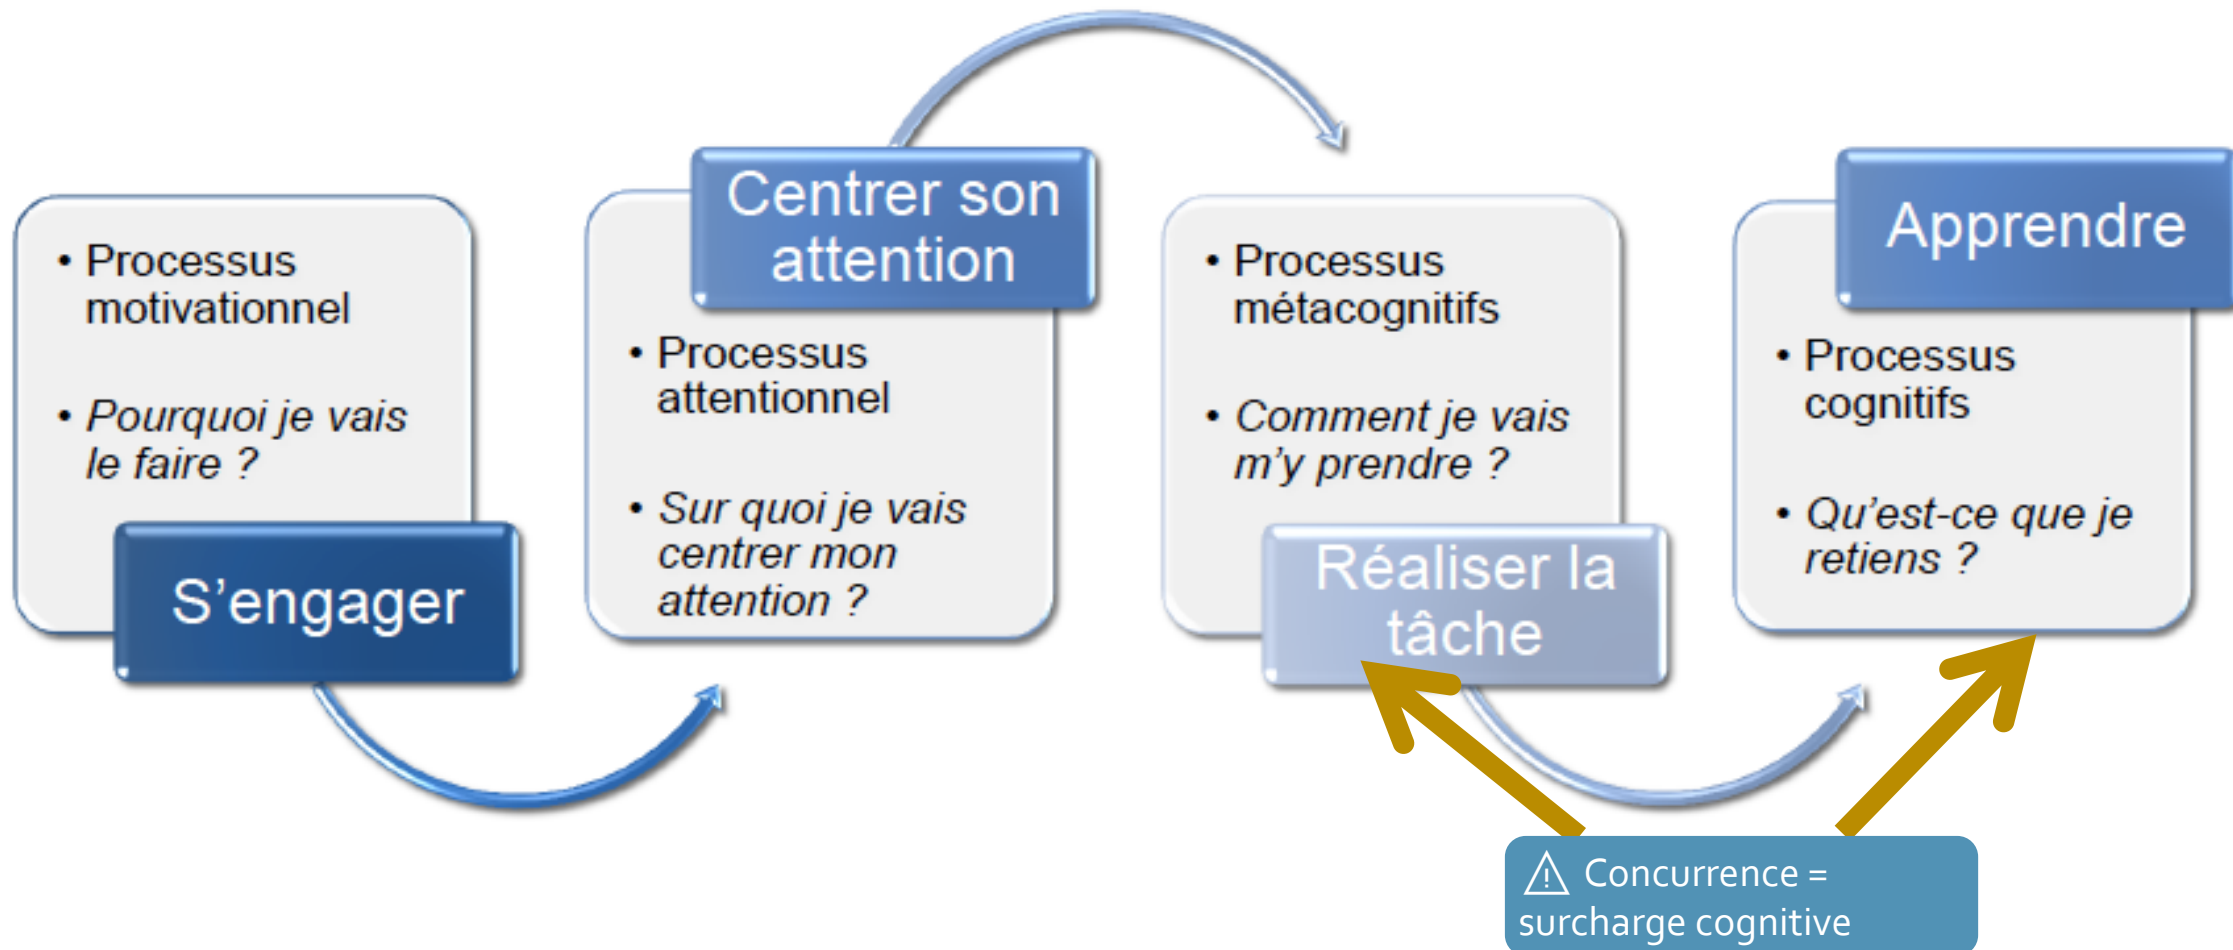 • Processus
motivationnel
• Pourquoi je vais
le faire ?
S’engager
Centrer son
attention
• Processus
attentionnel
• Sur quoi je vais
centrer mon
attention ?
• Processus
métacognitifs
• Comment je vais
m’y prendre ?
Réaliser la
tâche
Apprendre
• Processus
cognitifs
• Qu’est-ce que je
retiens ?
⚠ Concurrence =
surcharge cognitive